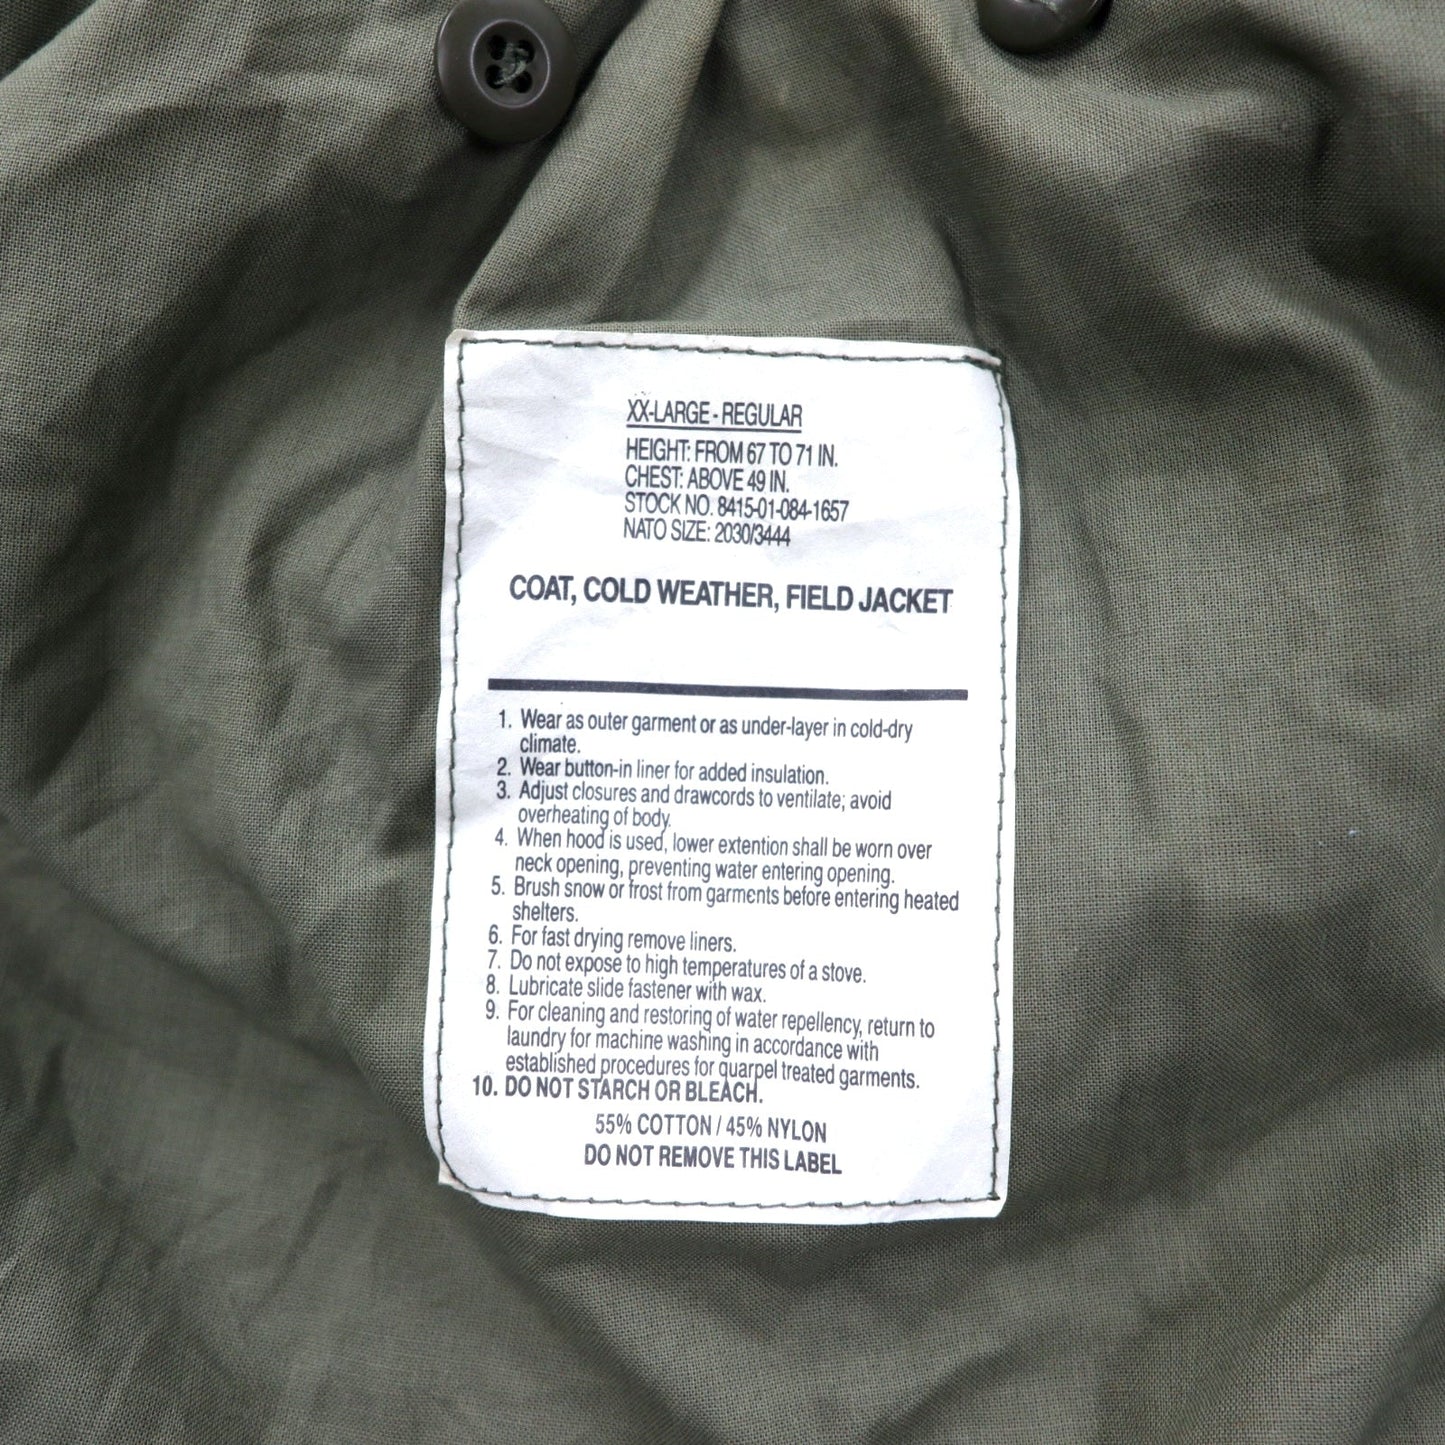 XX-LARGE - REGULAR
HEIGHT: FROM 67 TO 71 IN.
CHEST: ABOVE 49 IN.
STOCK NO. 8415-01-084-1657
NATO SIZE: 2030/3444
COAT, COLD WEATHER, FIELD JACKET
1. Wear as outer garment or as under-layer in cold-dry
climate.
2. Wear button-in liner for added insulation.
3. Adjust closures and drawcords to ventilate; avoid
overheating of body.
4. When hood is used, lower extention shall be worn over
neck opening, preventing water entering opening.
5. Brush snow or frost from garments before entering heated
shelters.
6. For fast drying remove liners.
7. Do not expose to high temperatures of a stove.
8. Lubricate slide fastener with wax.
9. For cleaning and restoring of water repellency, return to
laundry for machine washing in accordance with
established procedures for quarpel treated garments.
10. DO NOT STARCH OR BLEACH.
55% COTTON / 45% NYLON
DO NOT REMOVE THIS LABEL